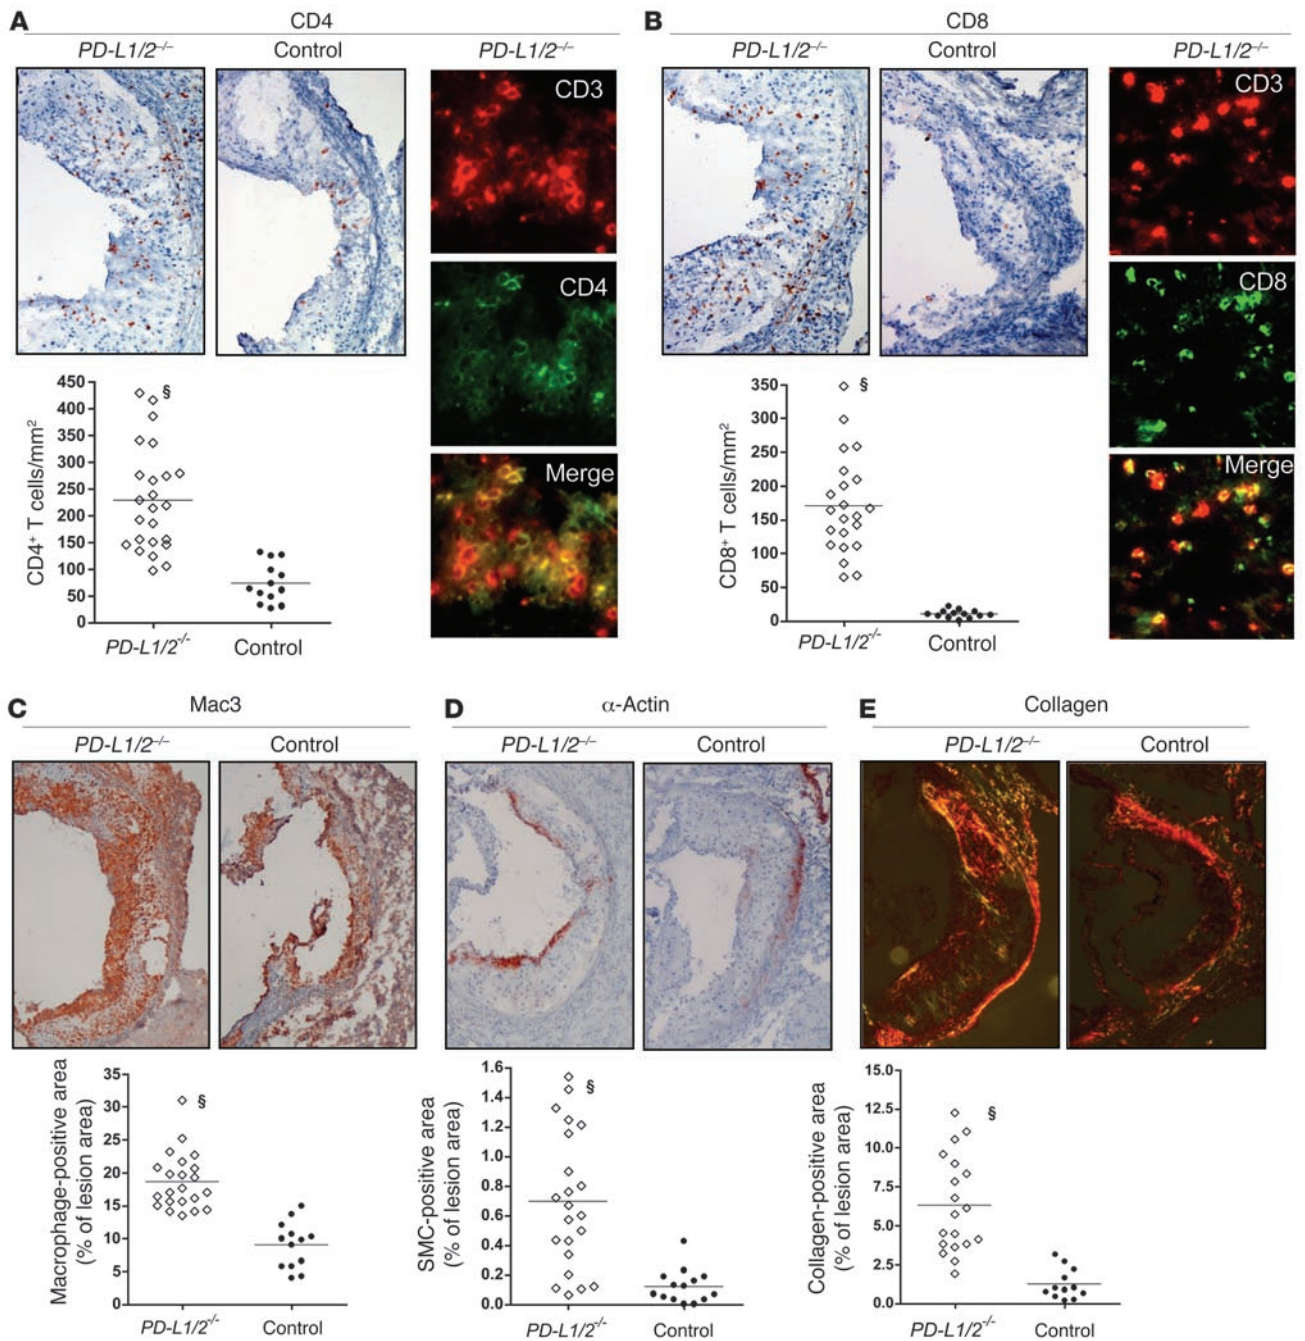 A
CD4
PD-L1/2–/–
Control
PD-L1/2–/–
CD3
CD4
Merge
450
400
350
300
250
200
150
100
50
0
CD4+ T cells/mm2
§
PD-L1/2-/-
Control
B
CD8
PD-L1/2–/–
Control
PD-L1/2–/–
CD3
CD8
Merge
350
300
250
200
150
100
50
0
CD8+ T cells/mm2
§
PD-L1/2-/-
Control
C
Mac3
PD-L1/2–/–
Control
35
30
25
20
15
10
5
0
Macrophage-positive area
(% of lesion area)
§
PD-L1/2-/-
Control
D
α-Actin
PD-L1/2–/–
Control
1.6
1.4
1.2
1.0
0.8
0.6
0.4
0.2
0.0
SMC-positive area
(% of lesion area)
§
PD-L1/2-/-
Control
E
Collagen
PD-L1/2–/–
Control
15.0
12.5
10.0
7.5
5.0
2.5
0.0
Collagen-positive area
(% of lesion area)
§
PD-L1/2-/-
Control